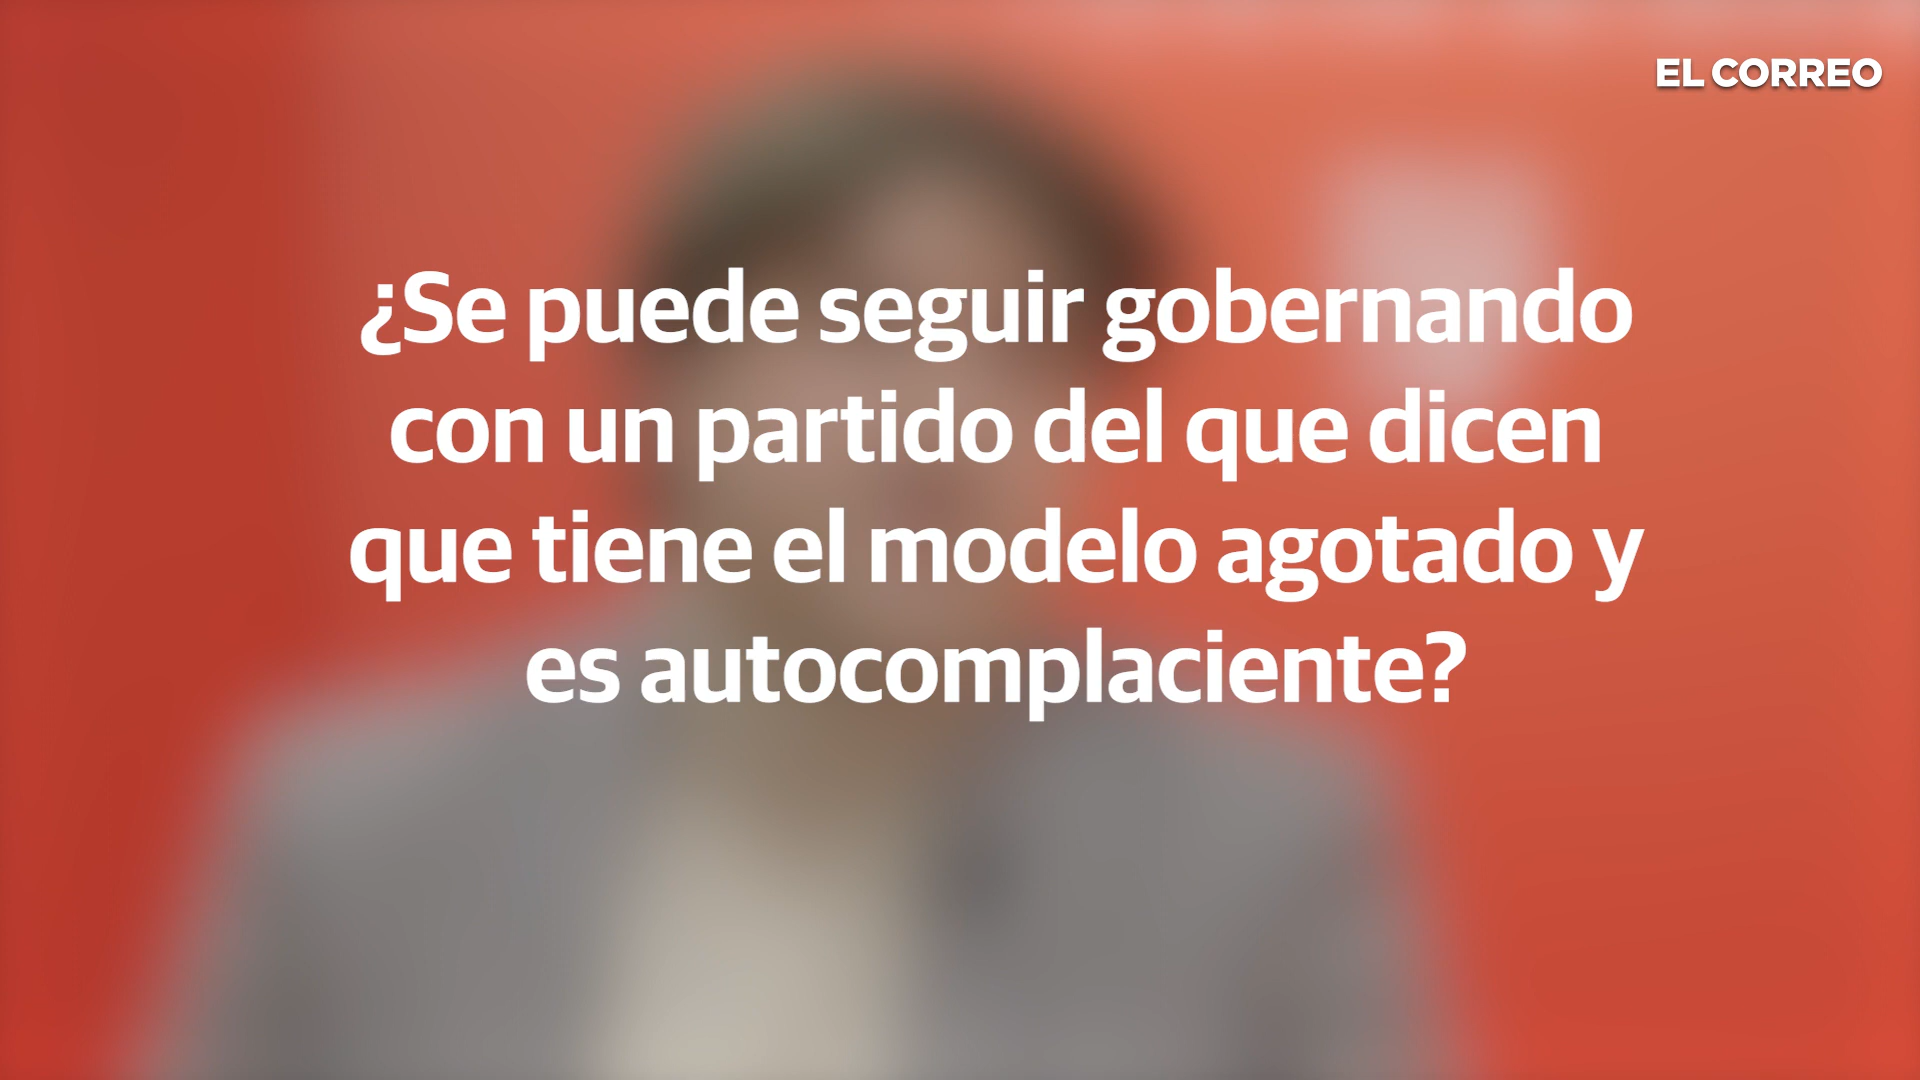 EL CORREO
¿Se puede seguir gobernando
con un partido del que dicen
que tiene el modelo agotado y
es autocomplaciente?